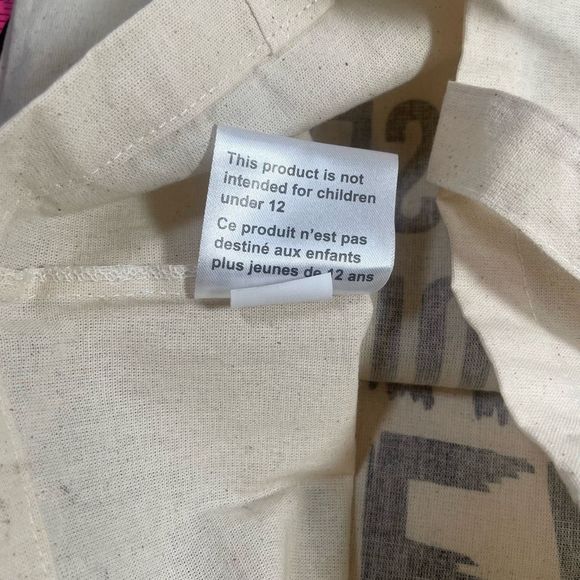 This product is not
intended for children
under 12
Ce produit n'est pas
destiné aux enfants
plus jeunes de 12 ans